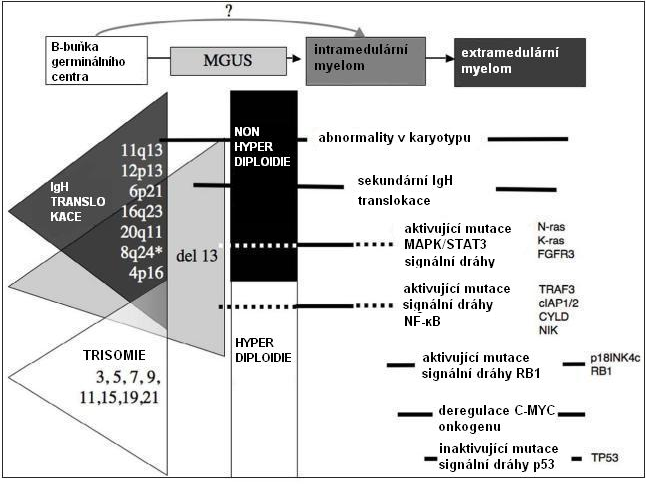 ?
B-buňka
germinálního
centra
MGUS
intramedulární
myelom
extramedulární
myelom
NON
HYPER
DIPLOIDIE
abnormality v karyotypu
11q13
12p13
6p21
16q23
20q11
8q24*
4p16
IgH
TRANSLO
KACE
del 13
sekundární IgH
translokace
aktivující mutace
MAPK/STAT3
signální dráhy
N-ras
K-ras
FGFR3
aktivující mutace
signální dráhy
NF-κB
TRAF3
cIAP1/2
CYLD
NIK
HYPER
DIPLOIDIE
TRISOMIE
3, 5, 7, 9,
11,15,19,21
aktivující mutace
signální dráhy RB1
p18INK4c
RB1
deregulace C-MYC
onkogenu
inaktivující mutace
signální dráhy p53
TP53